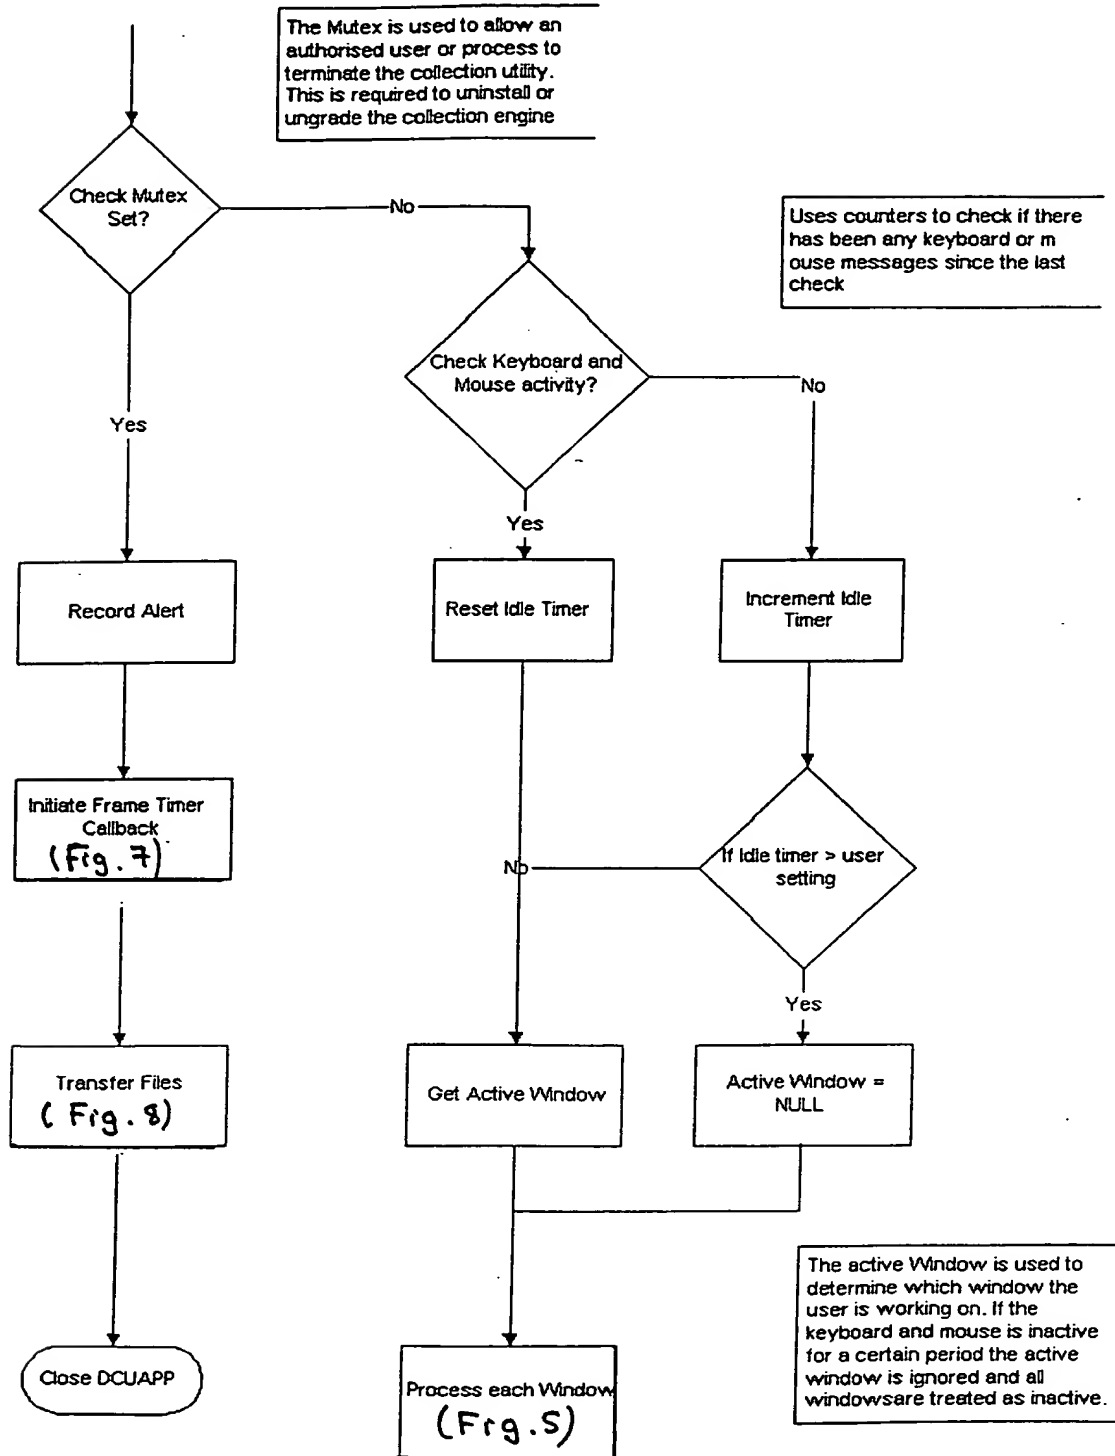 The Mutex is used to allow an
authorised user or process to
terminate the collection utility.
This is required to uninstall or
ungrade the collection engine
Check Mutex
Set?
No
Uses counters to check if there
has been any keyboard or m
ouse messages since the last
check
Check Keyboard and
Mouse activity?
No
Yes
Yes
Record Alert
Reset Idle Timer
Increment Idle
Timer
Initiate Frame Timer
Callback
(Fig. 7)
If Idle timer > user
setting
No
Yes
Transfer Files
(Fig. 8)
Get Active Window
Active Window =
NULL
The active Window is used to
determine which window the
user is working on. If the
keyboard and mouse is inactive
for a certain period the active
window is ignored and all
windowsare treated as inactive.
Close DCUAPP
Process each Window
(Fig. 5)